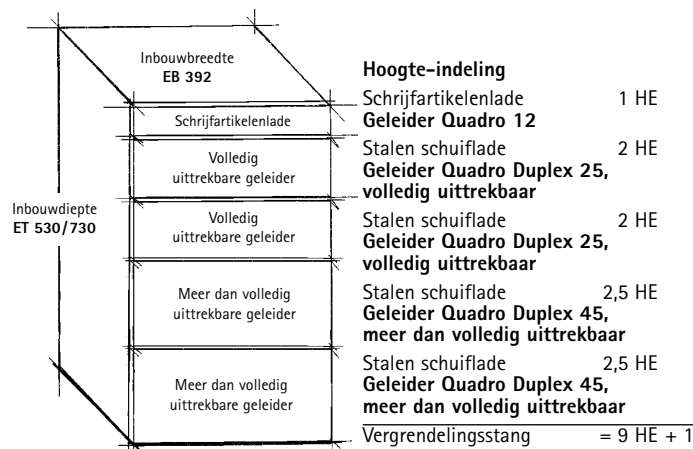 Inbouwbreedte
EB 392
Schrijfartikelenlade
Volledig
uittrekbare geleider
Volledig
uittrekbare geleider
Meer dan volledig
uittrekbare geleider
Meer dan volledig
uittrekbare geleider
Inbouwdiepte
ET 530/730
Hoogte-indeling
Schrijfartikelenlade 1 HE
Geleider Quadro 12
Stalen schuiflade 2 HE
Geleider Quadro Duplex 25,
volledig uittrekbaar
Stalen schuiflade 2 HE
Geleider Quadro Duplex 25,
volledig uittrekbaar
Stalen schuiflade 2,5 HE
Geleider Quadro Duplex 45,
meer dan volledig uittrekbaar
Stalen schuiflade 2,5 HE
Geleider Quadro Duplex 45,
meer dan volledig uittrekbaar
Vergrendelingsstang = 9 HE + 1